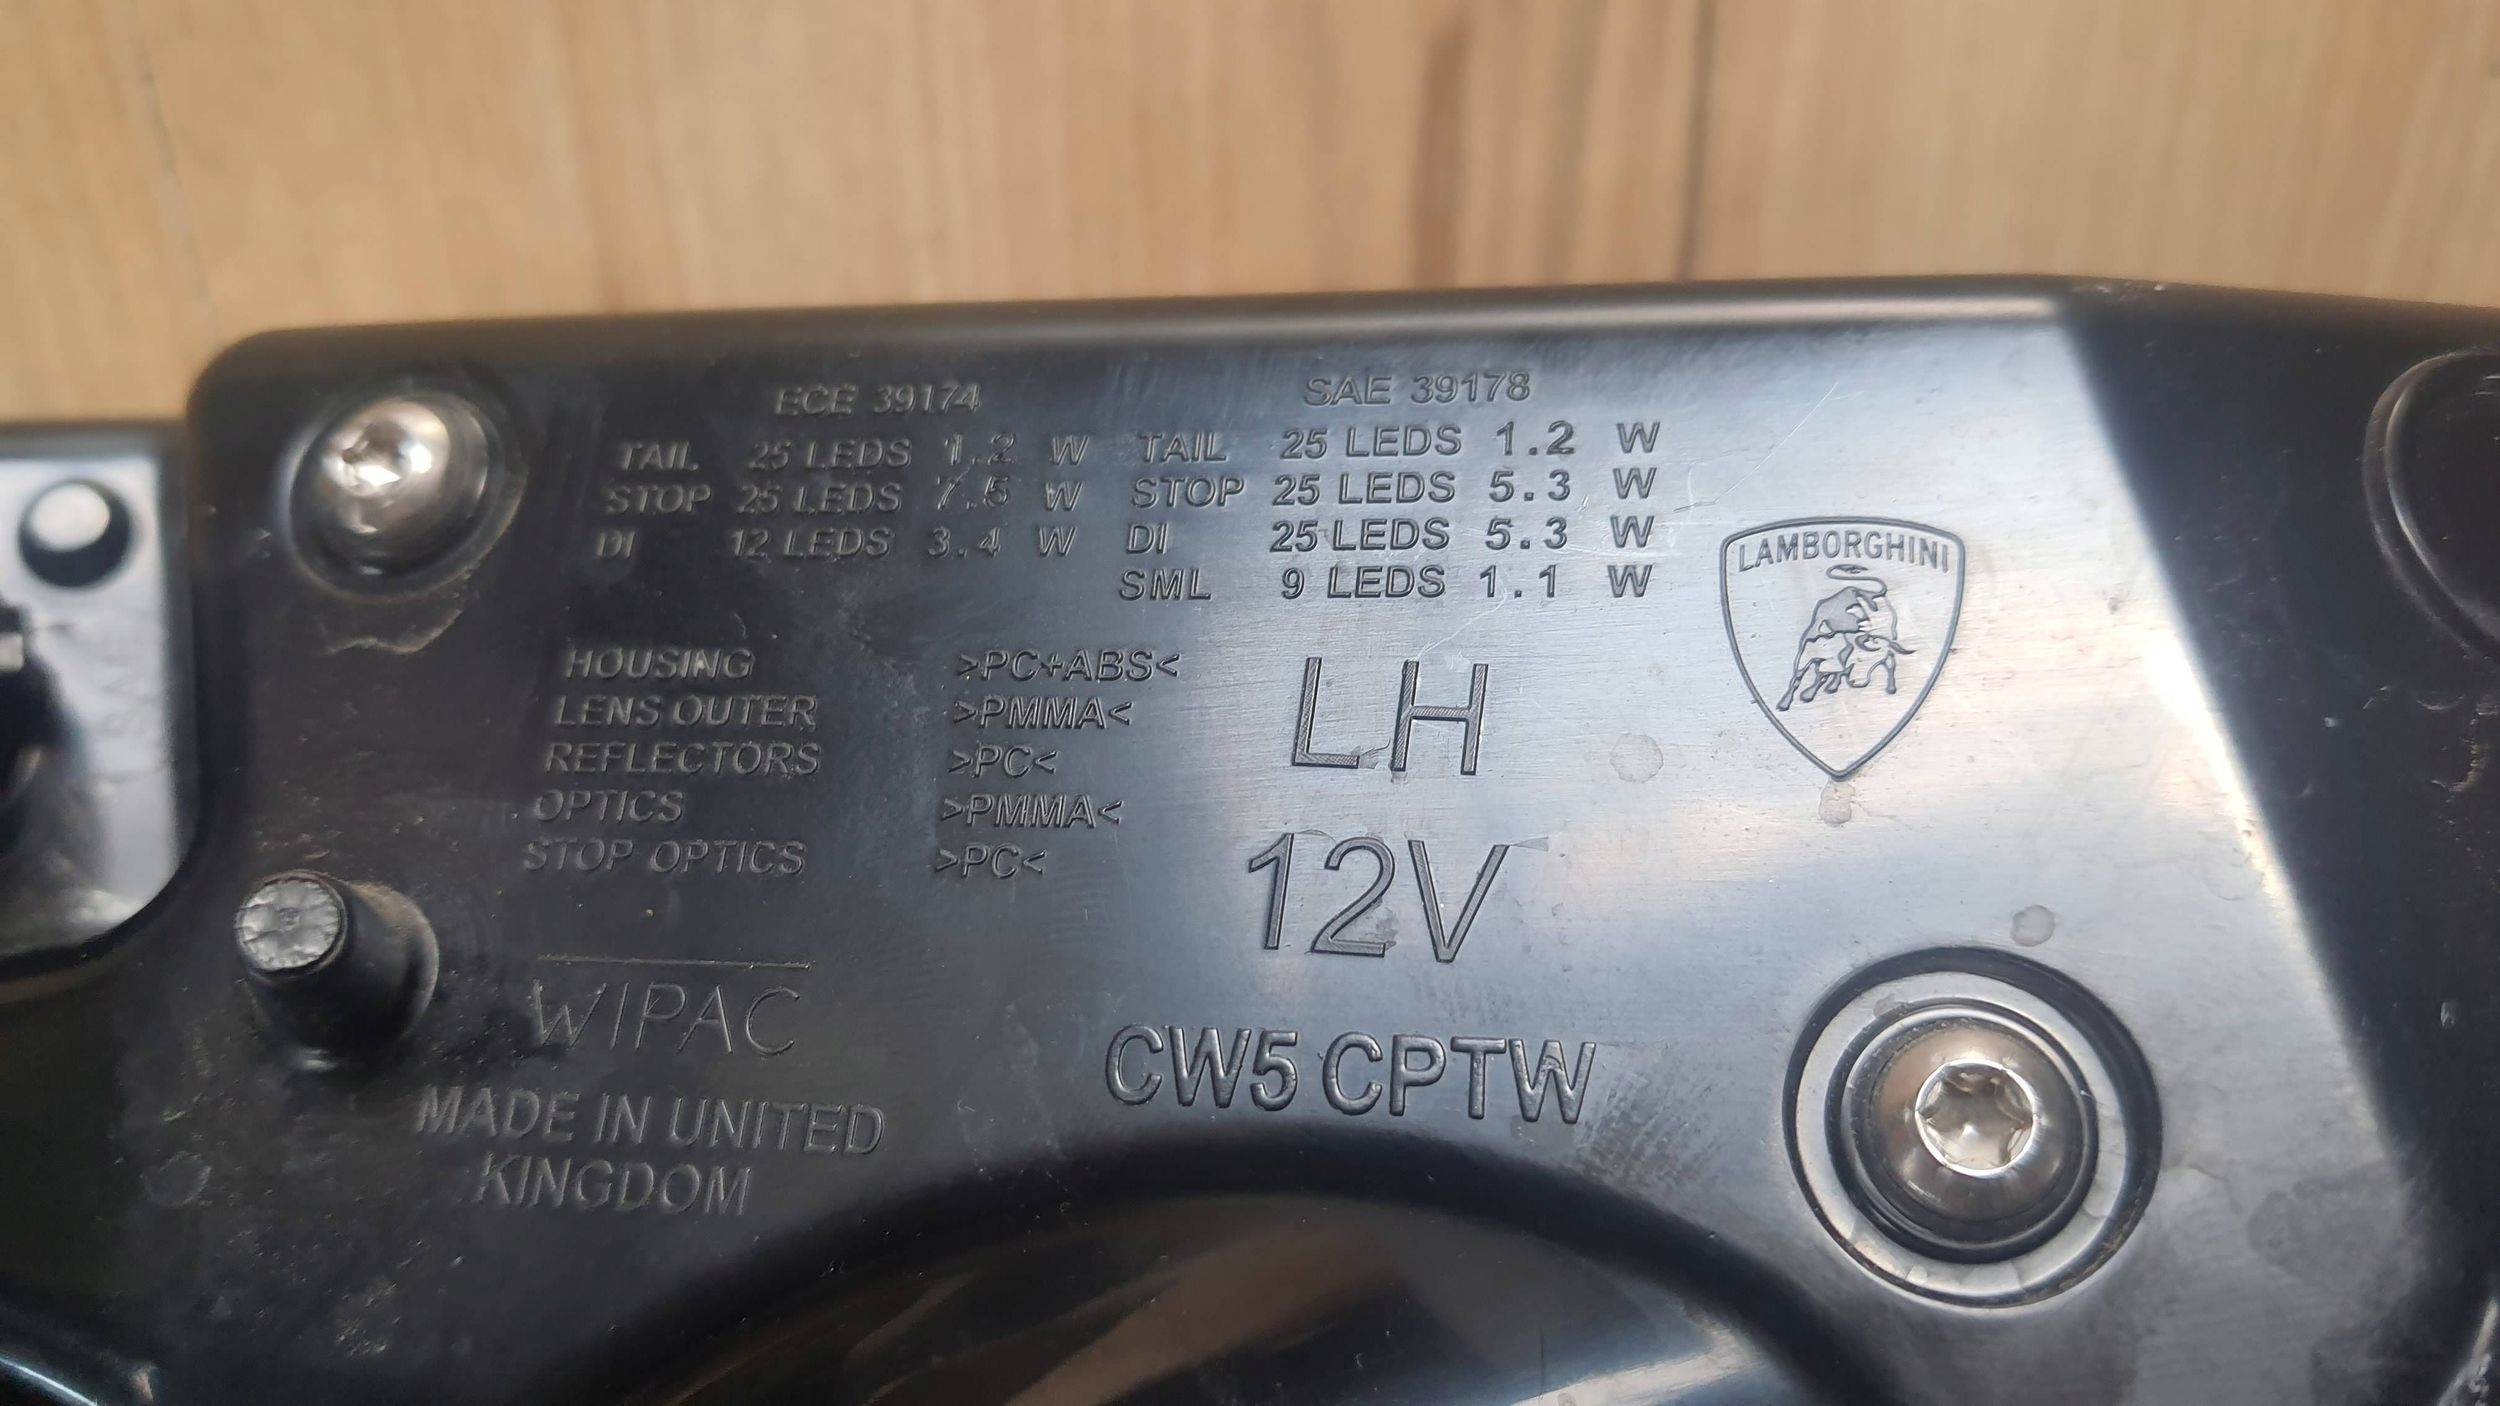 ECE 39174
TAIL 25 LEDS 1.2 W
STOP 25 LEDS 7.5 W
DI 12 LEDS 3.4 W
SAE 39178
TAIL 25 LEDS 1.2 W
STOP 25 LEDS 5.3 W
DI 25 LEDS 5.3 W
SML 9 LEDS 1.1 W
LAMBORGHINI
HOUSING >PC+ABS<
LENS OUTER >PMMA<
REFLECTORS >PC<
OPTICS >PMMA<
STOP OPTICS >PC<
LH
12V
WIPAC
MADE IN UNITED
KINGDOM
CW5 CPTW